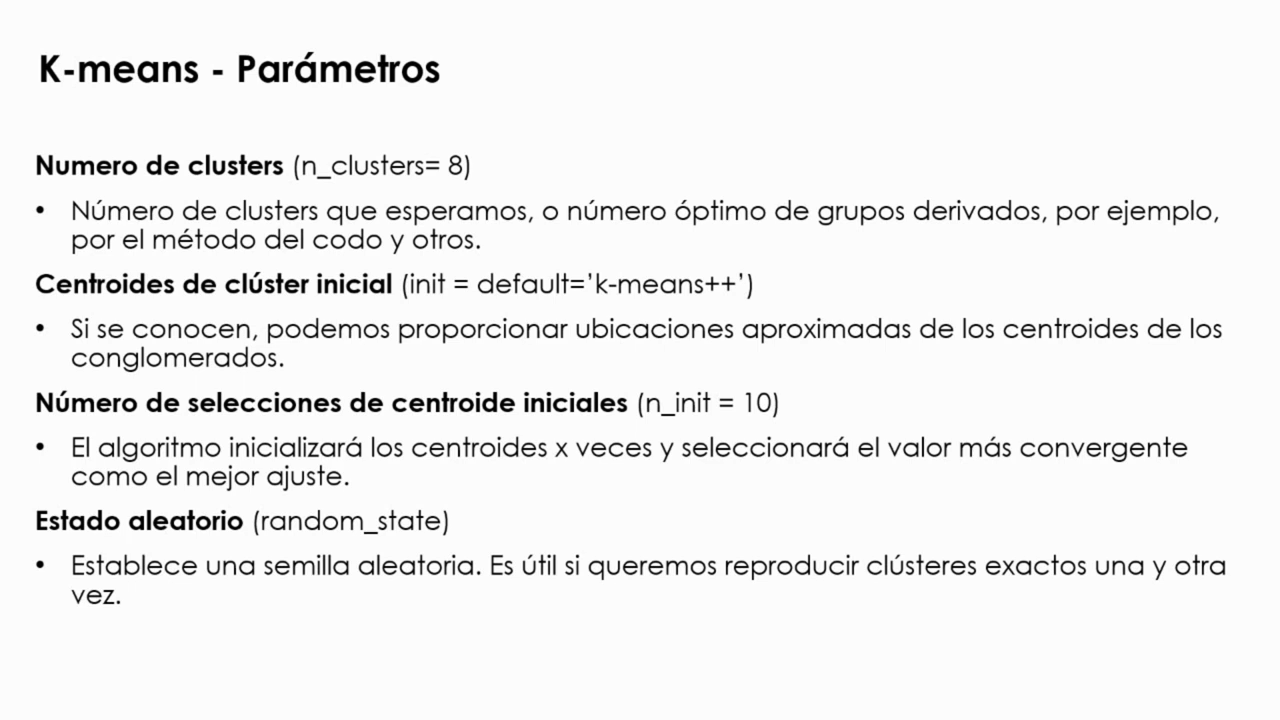 K-means - Parámetros
Numero de clusters (n_clusters= 8)
• Número de clusters que esperamos, o número óptimo de grupos derivados, por ejemplo,
por el método del codo y otros.
Centroides de clúster inicial (init = default=’k-means++’)
• Si se conocen, podemos proporcionar ubicaciones aproximadas de los centroides de los
conglomerados.
Número de selecciones de centroide iniciales (n_init = 10)
• El algoritmo inicializará los centroides x veces y seleccionará el valor más convergente
como el mejor ajuste.
Estado aleatorio (random_state)
• Establece una semilla aleatoria. Es útil si queremos reproducir clústeres exactos una y otra
vez.